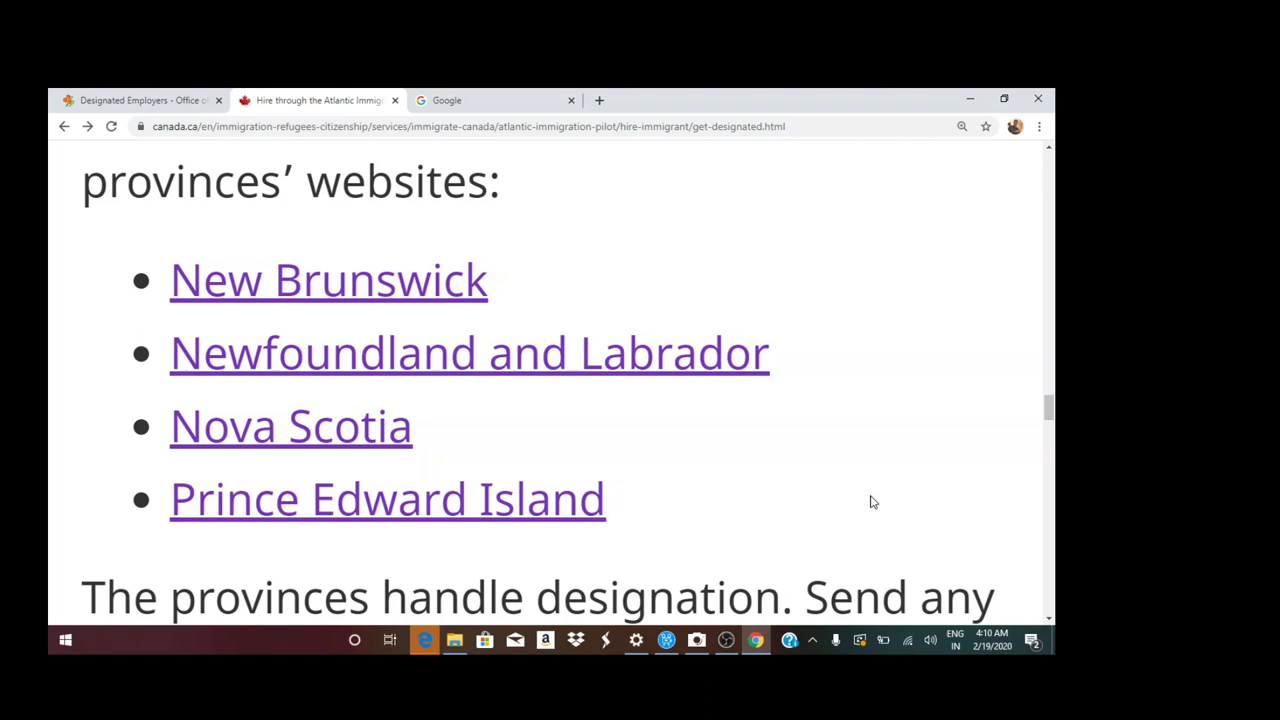 Designated Employers - Office of
Hire through the Atlantic Immig
Google
canada.ca/en/immigration-refugees-citizenship/services/immigrate-canada/atlantic-immigration-pilot/hire-immigrant/get-designated.html
provinces’ websites:
• New Brunswick
• Newfoundland and Labrador
• Nova Scotia
• Prince Edward Island
The provinces handle designation. Send any
ENG
IN
4:10 AM
2/19/2020
2